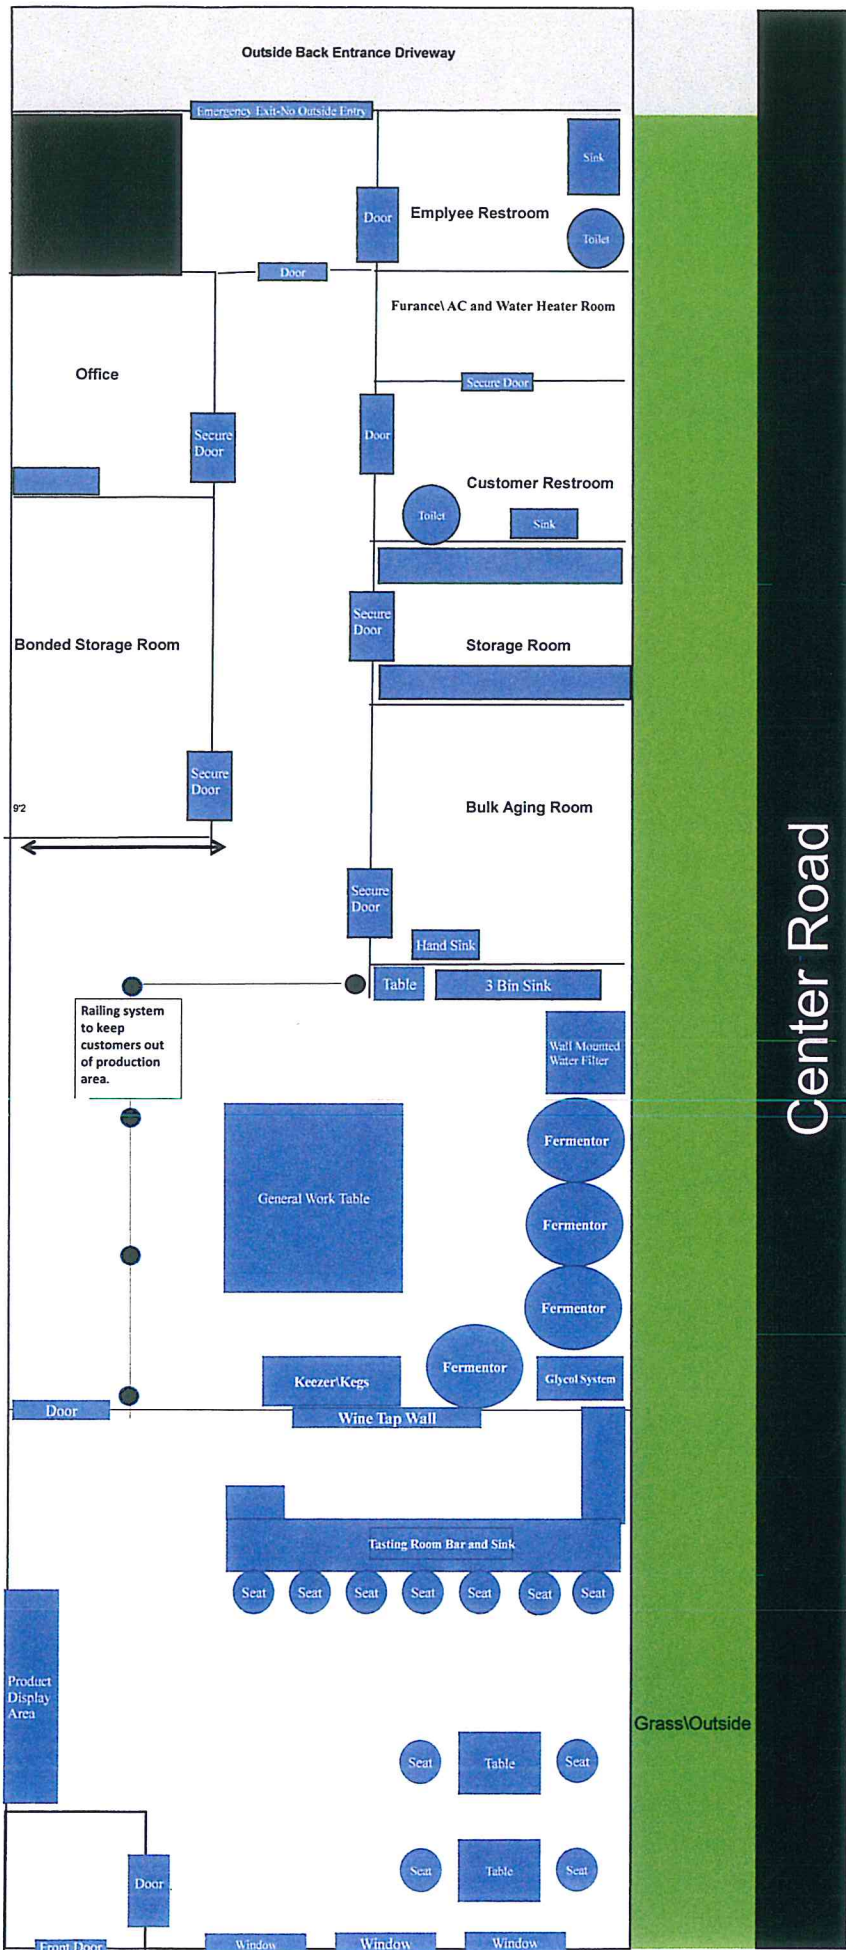 Outside Back Entrance Driveway
Emergency Exit-No Outside Entry
Sink
Door
Emplyee Restroom
Toilet
Door
Furance\ AC and Water Heater Room
Office
Secure Door
Secure
Door
Door
Customer Restroom
Toilet
Sink
Secure
Door
Bonded Storage Room
Storage Room
Secure
Door
9'2
Bulk Aging Room
Secure
Door
Hand Sink
Table
3 Bin Sink
Railing system
to keep
customers out
of production
area.
Wall Mounted
Water Filter
Fermentor
General Work Table
Fermentor
Fermentor
Fermentor
Keezer\Kegs
Glycol System
Door
Wine Tap Wall
Tasting Room Bar and Sink
Seat
Seat
Seat
Seat
Seat
Seat
Seat
Product
Display
Area
Seat
Table
Seat
Seat
Table
Seat
Door
Front Door
Window
Window
Window
Grass\Outside
Center Road